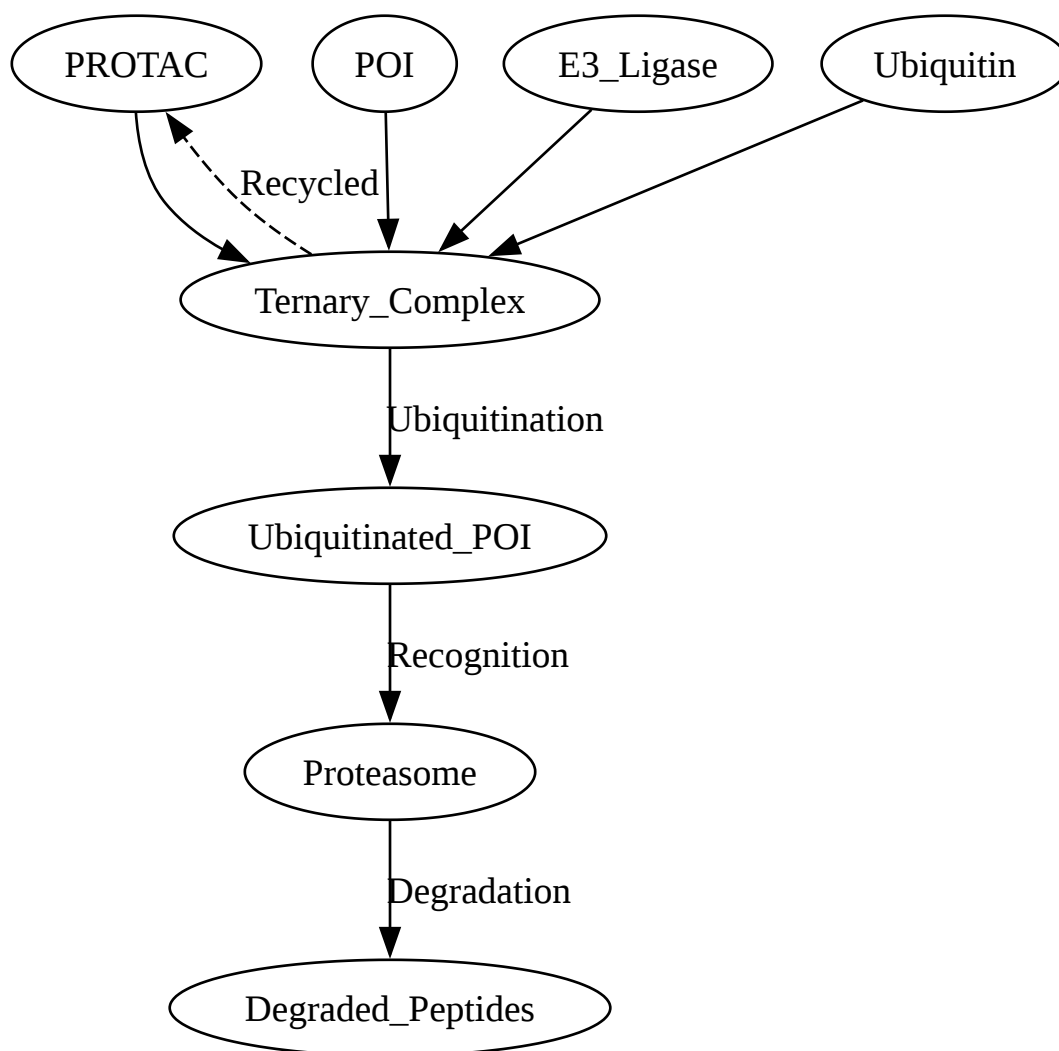 PROTAC
POI
E3_Ligase
Ubiquitin
Recycled
Ternary_Complex
Ubiquitination
Ubiquitinated_POI
Recognition
Proteasome
Degradation
Degraded_Peptides